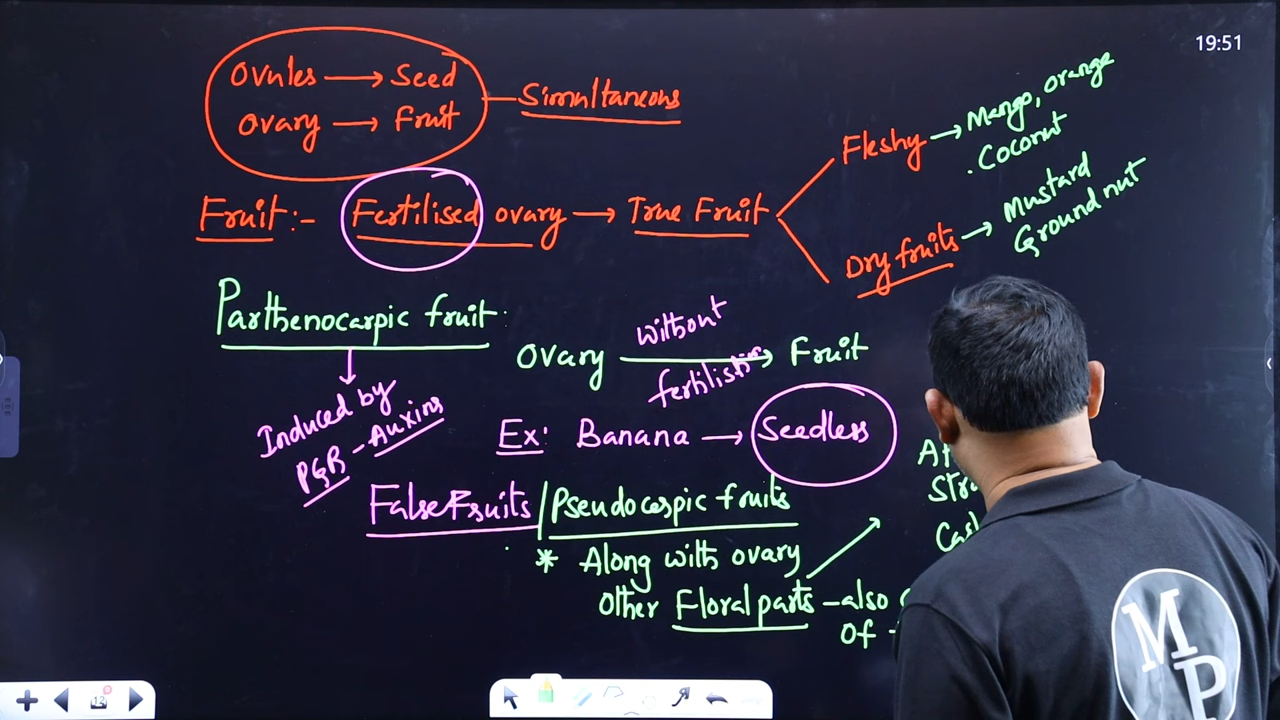 19:51
Ovules → Seed
Ovary → Fruit
Simultaneous
Fruit:- Fertilised ovary → True Fruit
Fleshy → Mango, orange
Coconut
Dry fruits → Mustard
Ground nut
Parthenocarpic fruit:
Induced by
PGR - Auxins
Ovary → Fruit
without
Ex: Banana → Seedless
False Fruits / Pseudocarpic fruits
* Along with ovary
Other Floral parts - also
Of
MP